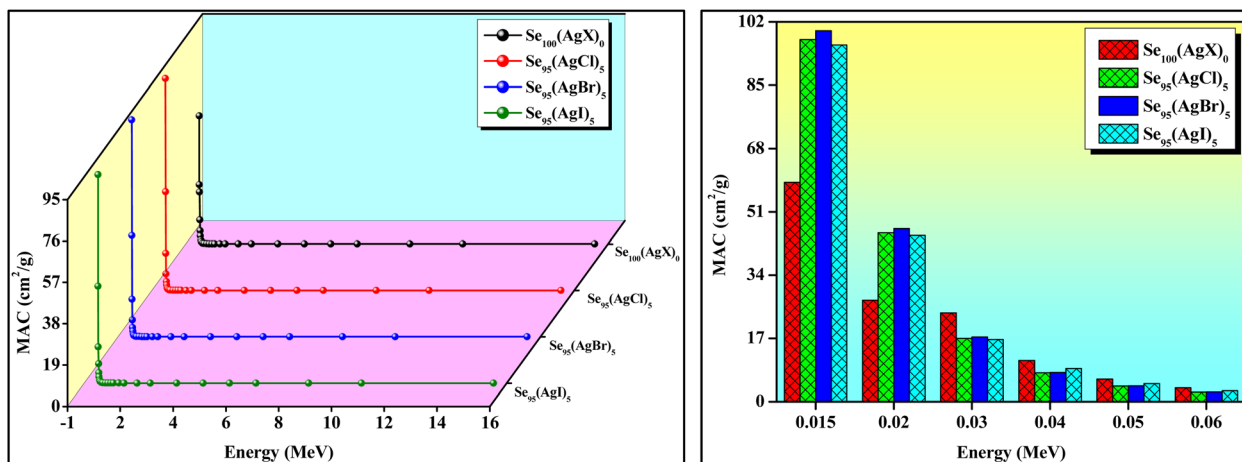 Se₁₀₀(AgX)₀
Se₉₅(AgCl)₅
Se₉₅(AgBr)₅
Se₉₅(AgI)₅
95
76
57
38
19
0
MAC (cm²/g)
-1 2 4 6 8 10 12 14 16
Energy (MeV)
Se₁₀₀(AgX)₀
Se₉₅(AgCl)₅
Se₉₅(AgBr)₅
Se₉₅(AgI)₅
102
85
68
51
34
17
0
MAC (cm²/g)
Se₁₀₀(AgX)₀
Se₉₅(AgCl)₅
Se₉₅(AgBr)₅
Se₉₅(AgI)₅
0.015 0.02 0.03 0.04 0.05 0.06
Energy (MeV)